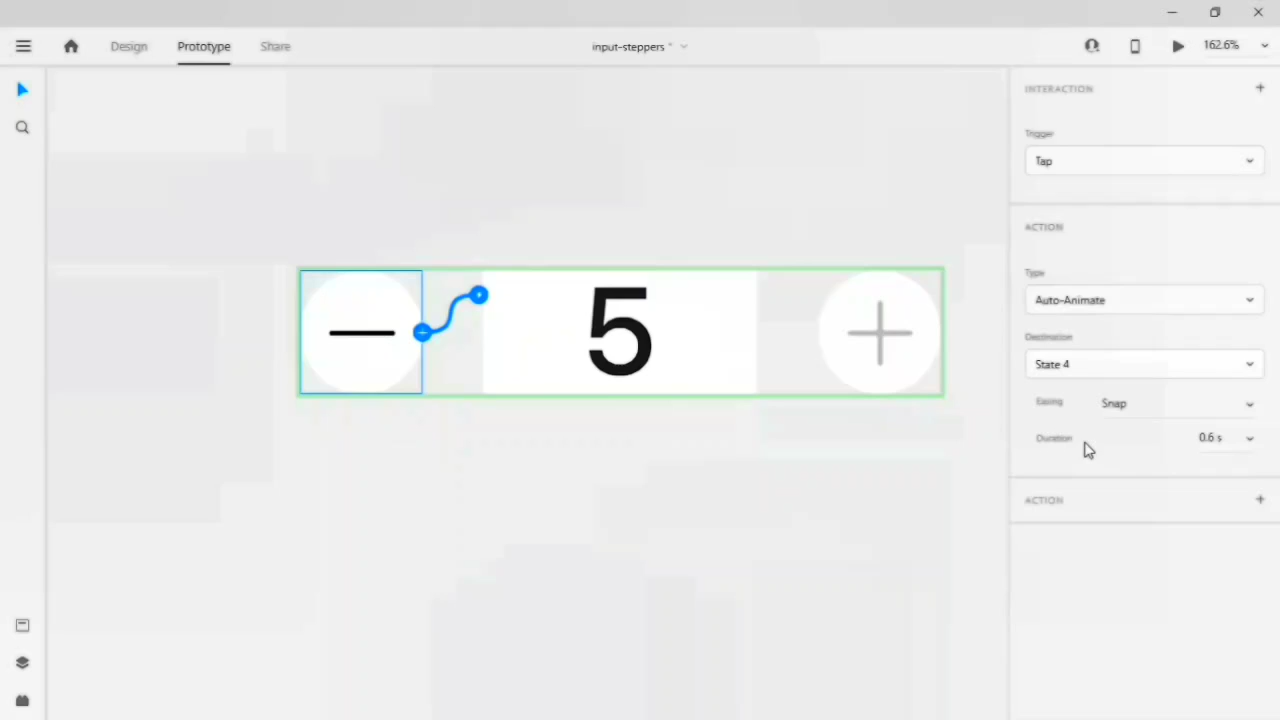 Design Prototype Share input-steppers * 162.6%
INTERACTION
Trigger
Tap
ACTION
Type
Auto-Animate
Destination
State 4
Easing Snap
Duration 0.6 s
ACTION
5